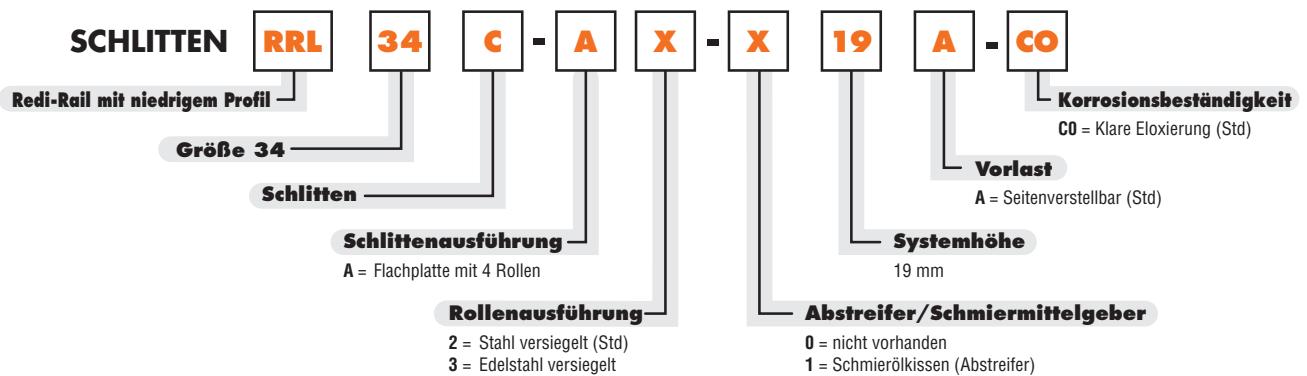 SCHLITTEN RRL 34 C - A X - X 19 A - CO
Redi-Rail mit niedrigem Profil
Größe 34
Schlitten
Schlittenausführung
A = Flachplatte mit 4 Rollen
Rollenausführung
2 = Stahl versiegelt (Std)
3 = Edelstahl versiegelt
Korrosionsbeständigkeit
C0 = Klare Eloxierung (Std)
Vorlast
A = Seitenverstellbar (Std)
Systemhöhe
19 mm
Abstreifer/Schmiermittelgeber
0 = nicht vorhanden
1 = Schmierölkissen (Abstreifer)